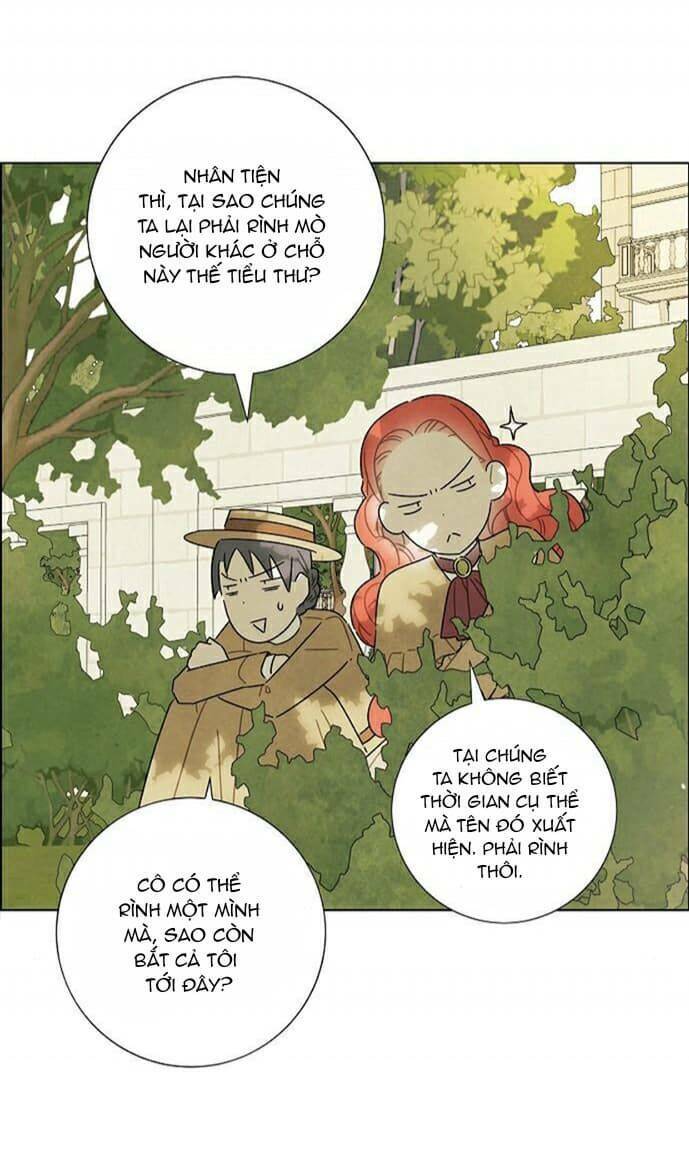 NHÂN TIỆN
THÌ, TẠI SAO CHÚNG
TA LẠI PHẢI RÌNH MÒ
NGƯỜI KHÁC Ở CHỖ
NÀY THẾ TIỂU THƯ?
TẠI CHÚNG
TA KHÔNG BIẾT
THỜI GIAN CỤ THỂ
MÀ TÊN ĐÓ XUẤT
HIỆN. PHẢI RÌNH
THÔI.
CÔ CÓ THỂ
RÌNH MỘT MÌNH
MÀ, SAO CÒN
BẮT CẢ TÔI
TỚI ĐÂY?